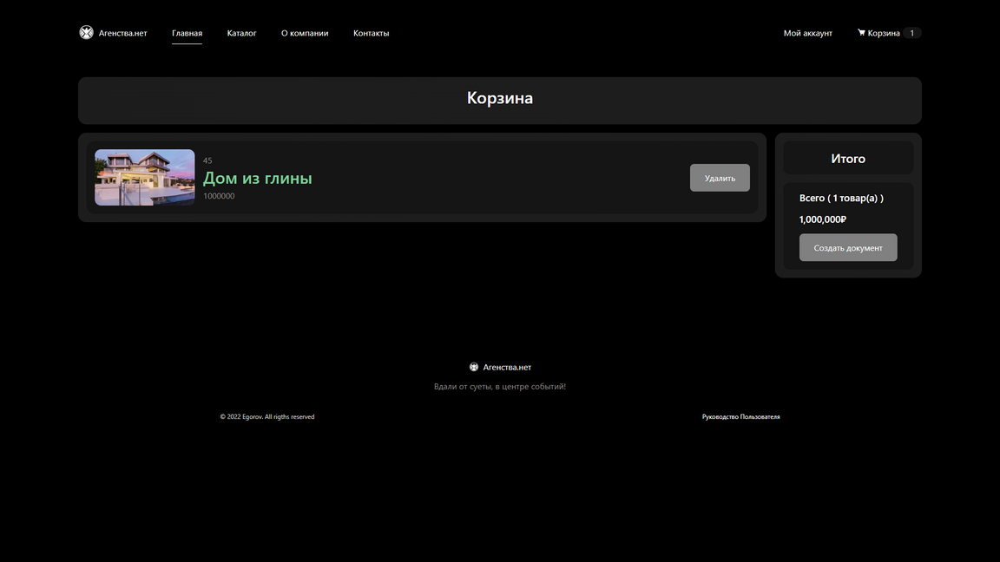 Агенства.нет
Главная
Каталог
О компании
Контакты
Мой аккаунт
Корзина 1
Корзина
45
Дом из глины
1000000
Удалить
Итого
Всего ( 1 товар(а) )
1,000,000₽
Создать документ
Агенства.нет
Вдали от суеты, в центре событий!
© 2022 Egorov. All rigths reserved
Руководство Пользователя